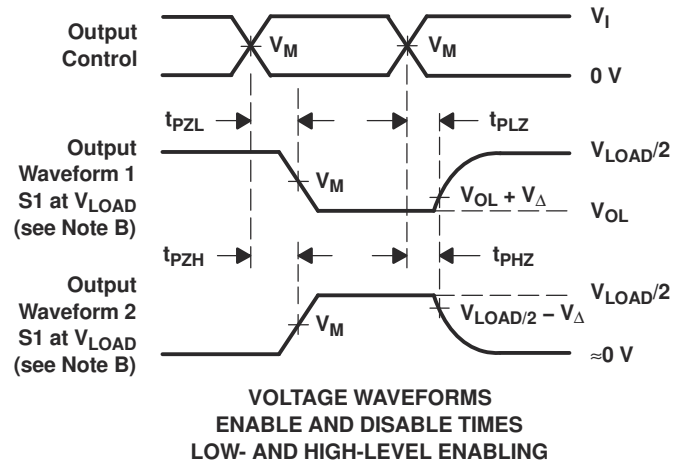 Output
Control
V_M
V_M
V_I
0 V
t_PZL
t_PLZ
Output
Waveform 1
S1 at V_LOAD
(see Note B)
V_M
V_OL + V_Δ
V_LOAD/2
V_OL
t_PZH
t_PHZ
Output
Waveform 2
S1 at V_LOAD
(see Note B)
V_M
V_LOAD/2 − V_Δ
V_LOAD/2
≈0 V
VOLTAGE WAVEFORMS
ENABLE AND DISABLE TIMES
LOW- AND HIGH-LEVEL ENABLING